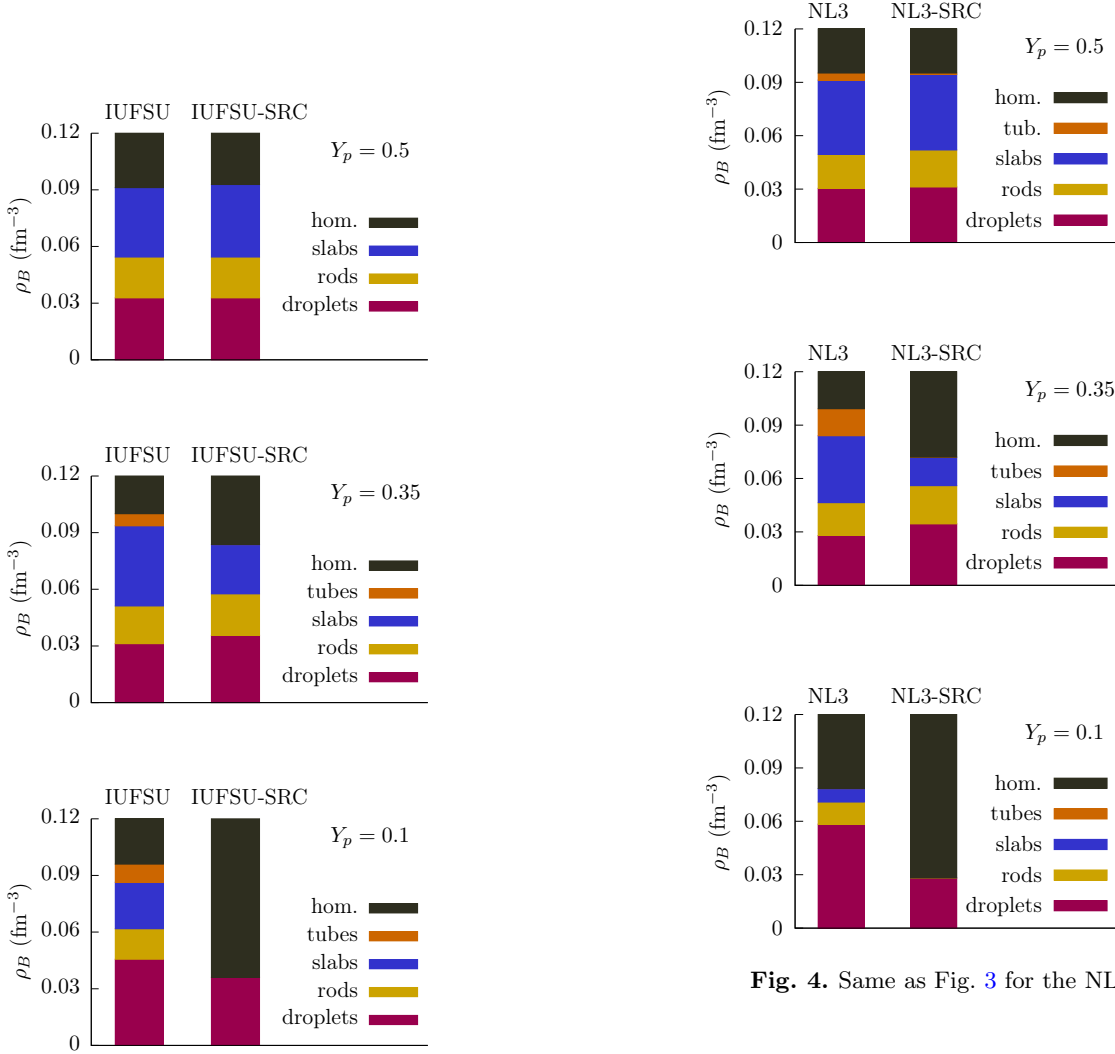 IUFSU IUFSU-SRC
0.12
0.09
0.06
0.03
0
ρB (fm−3)
Yp = 0.5
hom.
slabs
rods
droplets
IUFSU IUFSU-SRC
0.12
0.09
0.06
0.03
0
ρB (fm−3)
Yp = 0.35
hom.
tubes
slabs
rods
droplets
IUFSU IUFSU-SRC
0.12
0.09
0.06
0.03
0
ρB (fm−3)
Yp = 0.1
hom.
tubes
slabs
rods
droplets
NL3 NL3-SRC
0.12
0.09
0.06
0.03
0
ρB (fm−3)
Yp = 0.5
hom.
tub.
slabs
rods
droplets
NL3 NL3-SRC
0.12
0.09
0.06
0.03
0
ρB (fm−3)
Yp = 0.35
hom.
tubes
slabs
rods
droplets
NL3 NL3-SRC
0.12
0.09
0.06
0.03
0
ρB (fm−3)
Yp = 0.1
hom.
tubes
slabs
rods
droplets
Fig. 4. Same as Fig. 3 for the NL